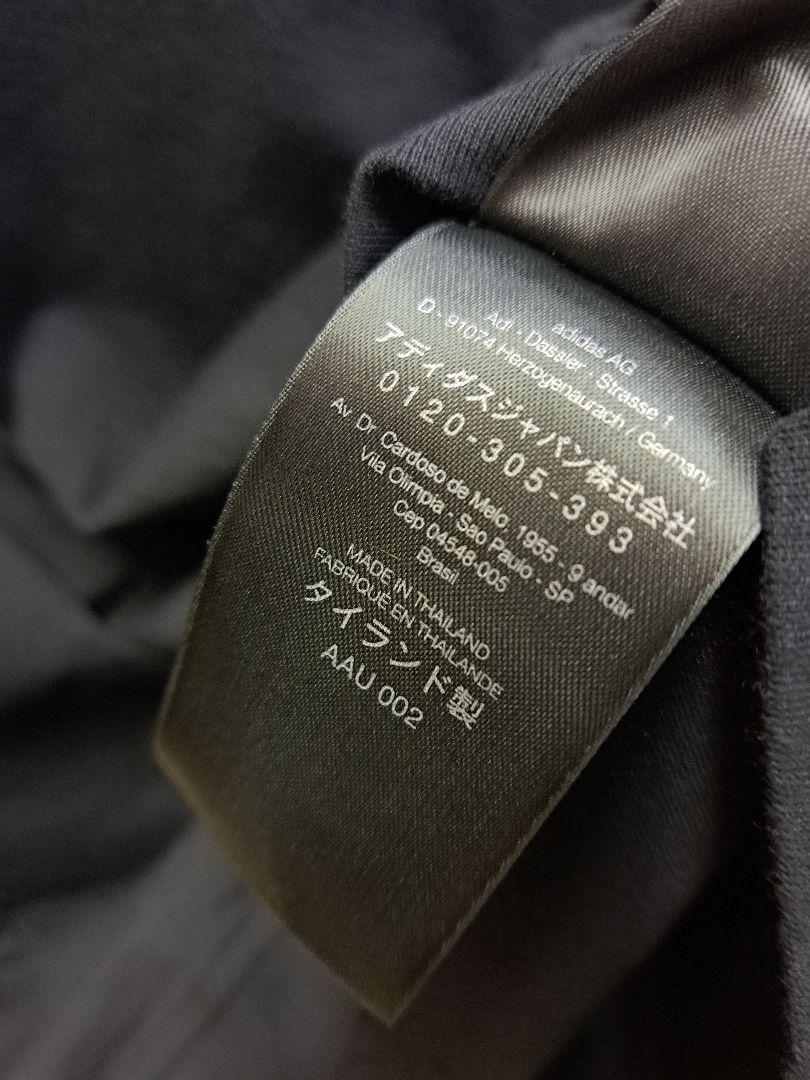 adidas AG
Adi - Dassler - Strasse 1
D - 91074 Herzogenaurach / Germany
アディダスジャパン株式会社
0120-305-393
Av Dr Cardoso de Melo, 1955 - 9 andar
Vila Olimpia - Sao Paulo - SP
Cep 04548-005
Brasil
MADE IN THAILAND
FABRIQUÉ EN THAILANDE
タイランド製
AAU 002